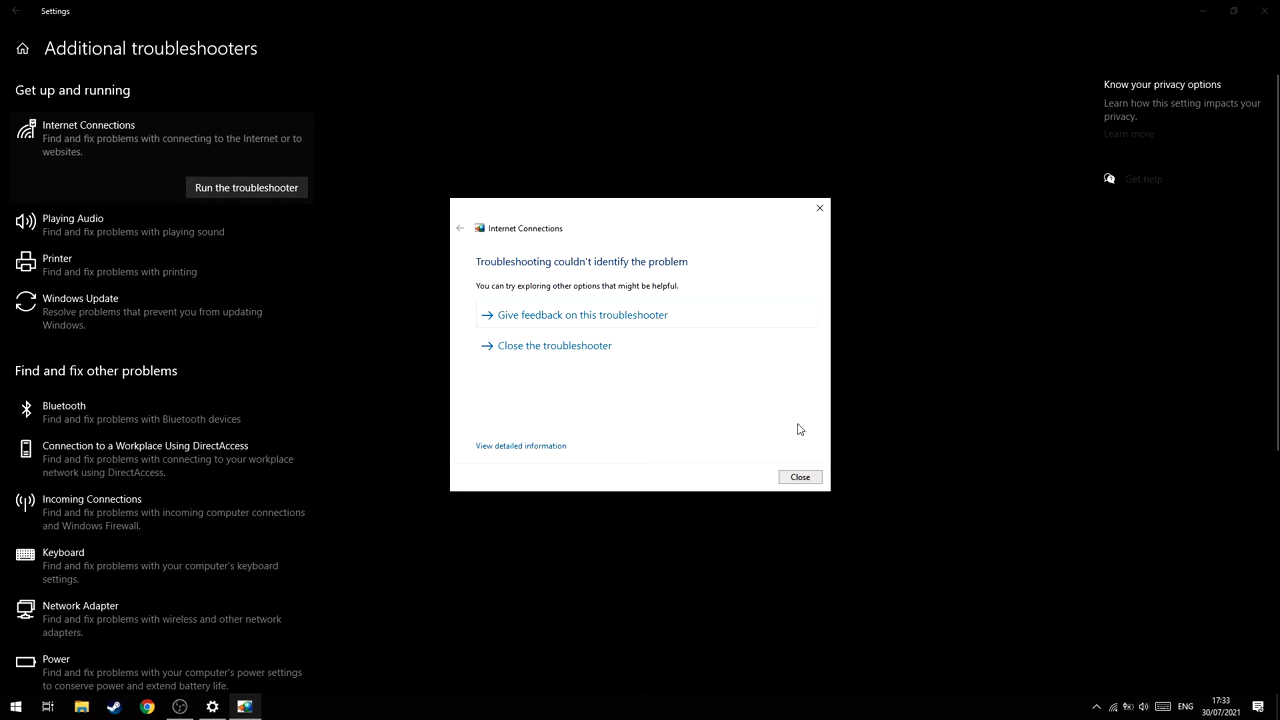 Settings
Additional troubleshooters
Get up and running
Internet Connections
Find and fix problems with connecting to the Internet or to
websites.
Run the troubleshooter
Playing Audio
Find and fix problems with playing sound
Printer
Find and fix problems with printing
Windows Update
Resolve problems that prevent you from updating
Windows.
Find and fix other problems
Bluetooth
Find and fix problems with Bluetooth devices
Connection to a Workplace Using DirectAccess
Find and fix problems with connecting to your workplace
network using DirectAccess.
Incoming Connections
Find and fix problems with incoming computer connections
and Windows Firewall.
Keyboard
Find and fix problems with your computer's keyboard
settings.
Network Adapter
Find and fix problems with wireless and other network
adapters.
Power
Find and fix problems with your computer's power settings
to conserve power and extend battery life.
Internet Connections
Troubleshooting couldn't identify the problem
You can try exploring other options that might be helpful.
Give feedback on this troubleshooter
Close the troubleshooter
View detailed information
Close
Know your privacy options
Learn how this setting impacts your
privacy.
Learn more
Get help
ENG
17:33
30/07/2021